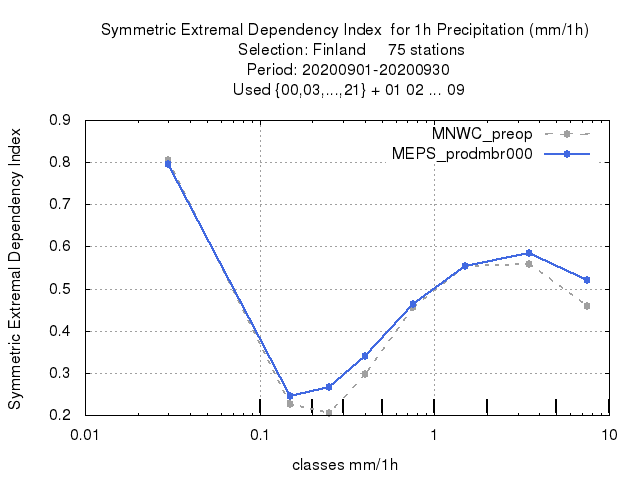 Symmetric Extremal Dependency Index for 1h Precipitation (mm/1h)
Selection: Finland 75 stations
Period: 20200901-20200930
Used {00,03,...,21} + 01 02 ... 09
MNWC_preop
MEPS_prodmbr000
Symmetric Extremal Dependency Index
0.9
0.8
0.7
0.6
0.5
0.4
0.3
0.2
0.01 0.1 1 10
classes mm/1h